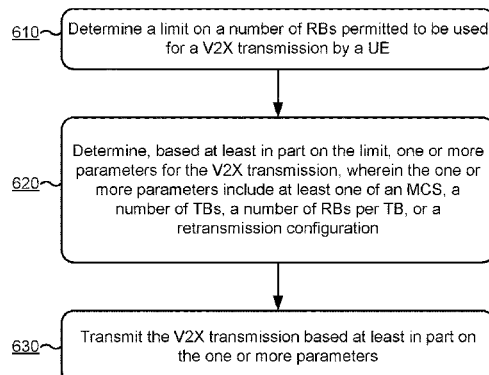 610
Determine a limit on a number of RBs permitted to be used
for a V2X transmission by a UE
620
Determine, based at least in part on the limit, one or more
parameters for the V2X transmission, wherein the one or
more parameters include at least one of an MCS, a
number of TBs, a number of RBs per TB, or a
retransmission configuration
630
Transmit the V2X transmission based at least in part on
the one or more parameters